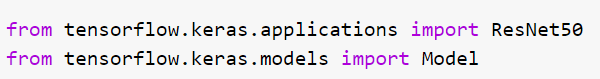 from tensorflow.keras.applications import ResNet50
from tensorflow.keras.models import Model